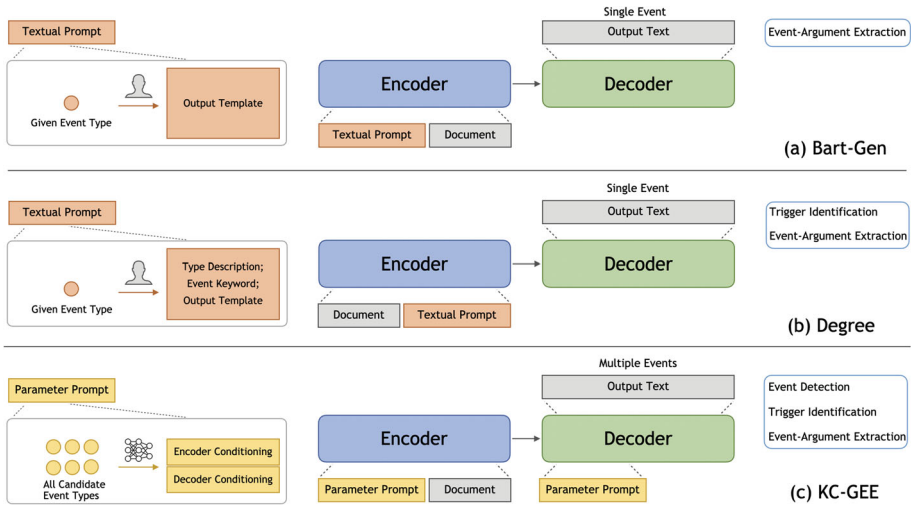 Textual Prompt
Given Event Type
Output Template
Encoder
Textual Prompt
Document
Single Event
Output Text
Decoder
Event-Argument Extraction
(a) Bart-Gen
Textual Prompt
Given Event Type
Type Description;
Event Keyword;
Output Template
Encoder
Document
Textual Prompt
Single Event
Output Text
Decoder
Trigger Identification
Event-Argument Extraction
(b) Degree
Parameter Prompt
All Candidate
Event Types
Encoder Conditioning
Decoder Conditioning
Encoder
Parameter Prompt
Document
Multiple Events
Output Text
Decoder
Parameter Prompt
Event Detection
Trigger Identification
Event-Argument Extraction
(c) KC-GEE